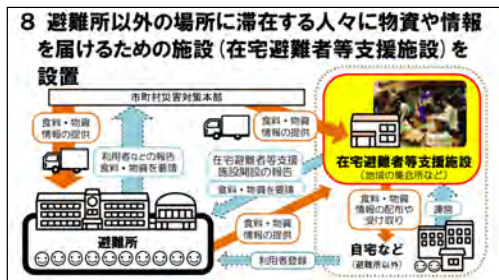 8 避難所以外の場所に滞在する人々に物資や情報
を届けるための施設(在宅避難者等支援施設)を
設置
市町村災害対策本部
食料・物資
情報の提供
利用者などの報告
食料・物資を要請
食料・物資
情報の提供
在宅避難者等支援
施設開設の報告
食料・物資を要請
在宅避難者等支援施設
(地域の集会所など)
食料・物資
情報の提供
避難所
食料・物資
情報の配布や
受け取り
運営
自宅など
(避難所以外)
利用者登録